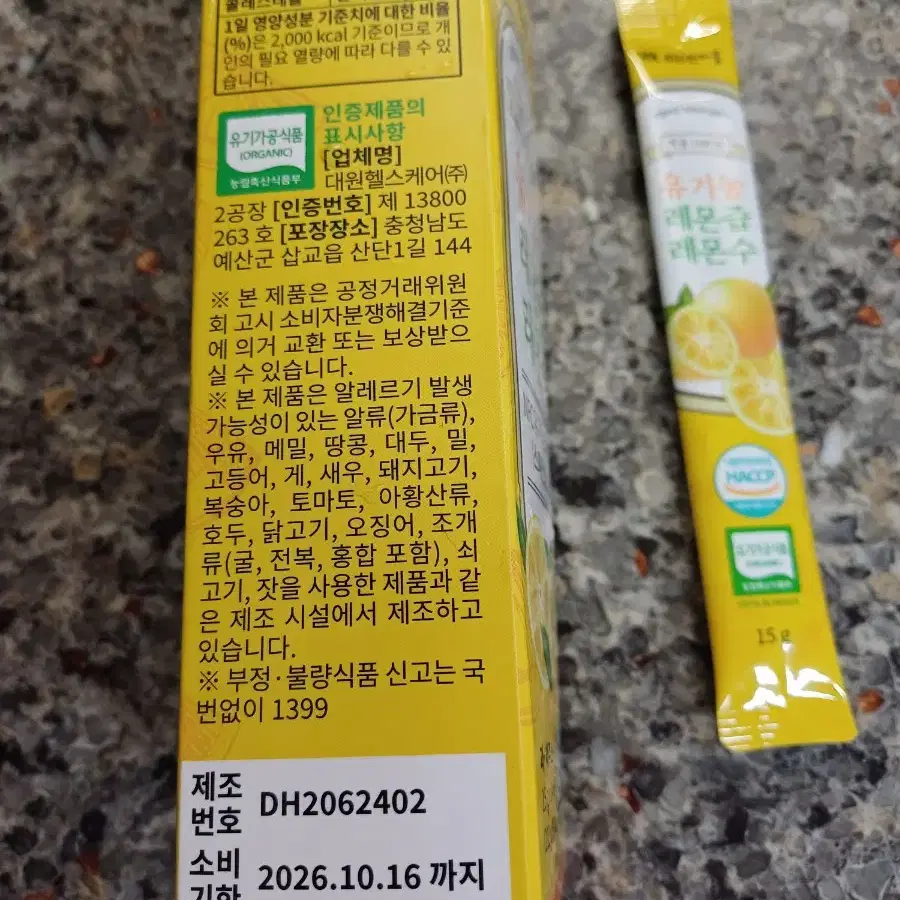 콜레스테롤
1일 영양성분 기준치에 대한 비율
(%)은 2,000 kcal 기준이므로 개
인의 필요 열량에 따라 다를 수 있
습니다.
유기가공식품
(ORGANIC)
농림축산식품부
인증제품의
표시사항
[업체명]
대원헬스케어(주)
2공장 [인증번호] 제 13800
263 호 [포장장소] 충청남도
예산군 삽교읍 산단1길 144
※ 본 제품은 공정거래위원
회 고시 소비자분쟁해결기준
에 의거 교환 또는 보상받으
실 수 있습니다.
※ 본 제품은 알레르기 발생
가능성이 있는 알류(가금류),
우유, 메밀, 땅콩, 대두, 밀,
고등어, 게, 새우, 돼지고기,
복숭아, 토마토, 아황산류,
호두, 닭고기, 오징어, 조개
류(굴, 전복, 홍합 포함), 쇠
고기, 잣을 사용한 제품과 같
은 제조 시설에서 제조하고
있습니다.
※ 부정·불량식품 신고는 국
번없이 1399
제조
번호 DH2062402
소비
기한 2026.10.16 까지
레몬즙
레몬수
HACCP
유기가공식품
(ORGANIC)
15 g